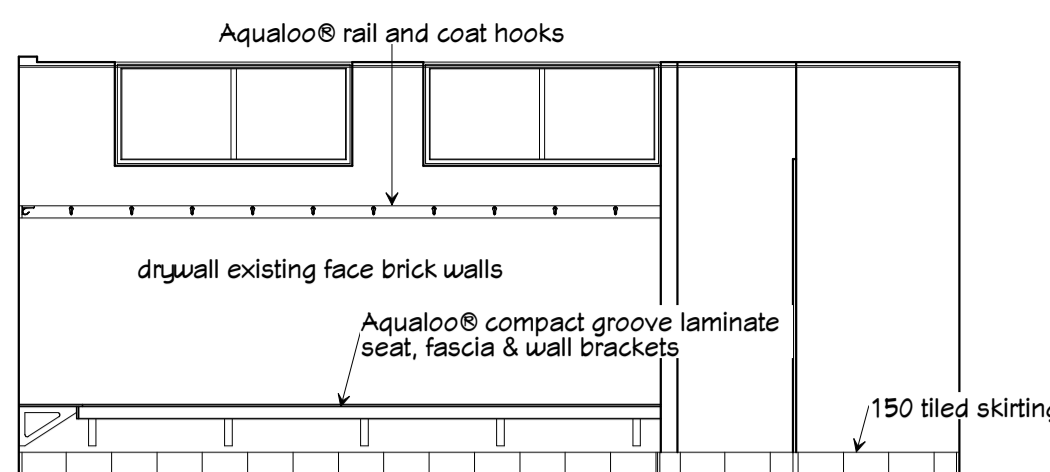 Aqualoo® rail and coat hooks
drywall existing face brick walls
Aqualoo® compact groove laminate
seat, fascia & wall brackets
150 tiled skirting